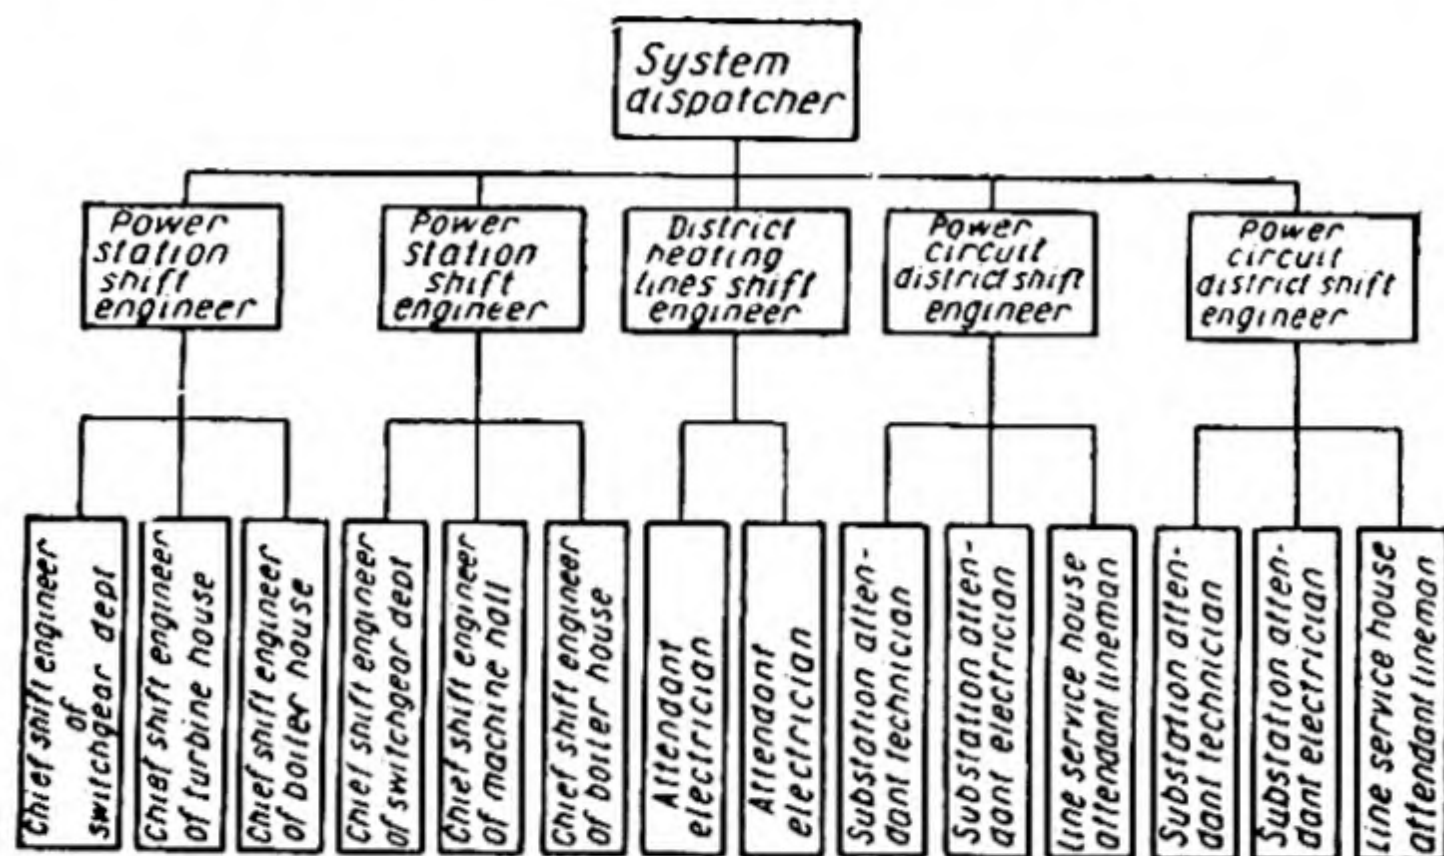 System
dispatcher
Power
station
shift
engineer
Power
station
shift
engineer
District
heating
lines shift
engineer
Power
circuit
district shift
engineer
Power
circuit
district shift
engineer
Chief shift engineer
of
switchgear dept
Chief shift engineer
of turbine house
Chief shift engineer
of boiler house
Chief shift engineer
of switchgear dept
Chief shift engineer
of machine hall
Chief shift engineer
of boiler house
Attendant
electrician
Attendant
electrician
Substation atten-
dant technician
Substation atten-
dant electrician
Line service house
attendant lineman
Substation atten-
dant technician
Substation atten-
dant electrician
Line service house
attendant lineman